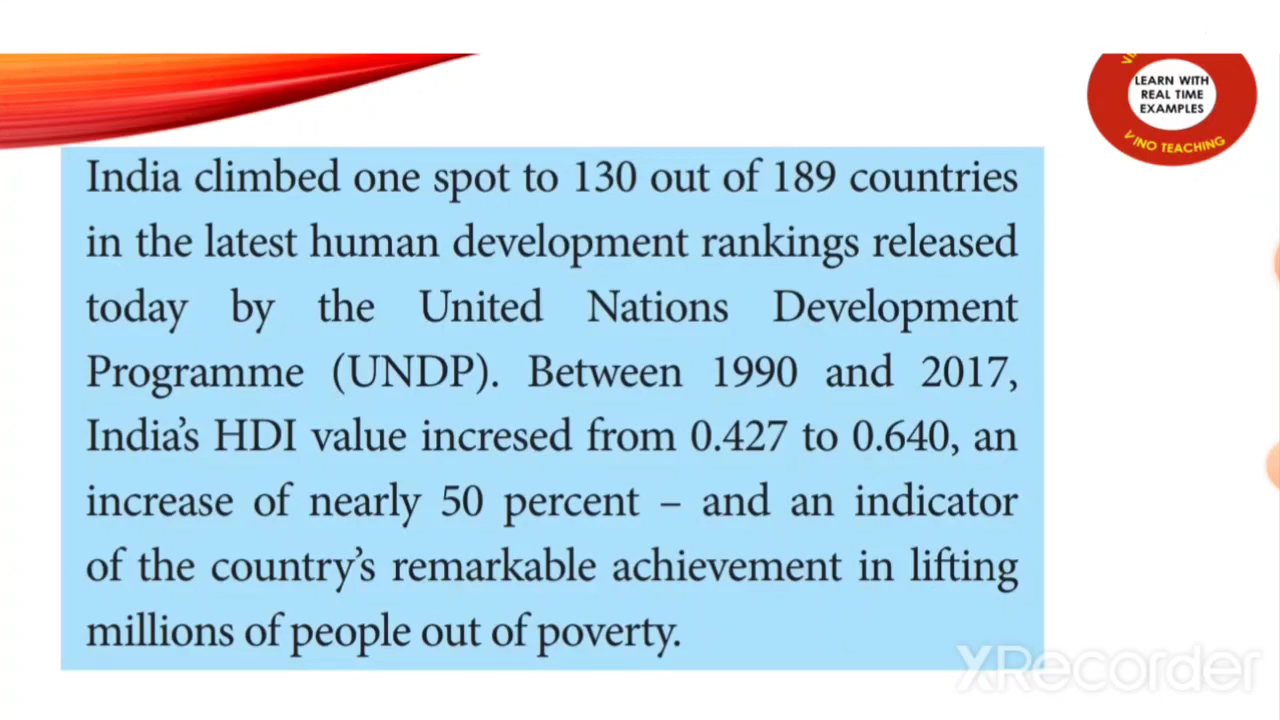 LEARN WITH
REAL TIME
EXAMPLES
VINO TEACHING
India climbed one spot to 130 out of 189 countries
in the latest human development rankings released
today by the United Nations Development
Programme (UNDP). Between 1990 and 2017,
India's HDI value incresed from 0.427 to 0.640, an
increase of nearly 50 percent – and an indicator
of the country's remarkable achievement in lifting
millions of people out of poverty.
XRecorder